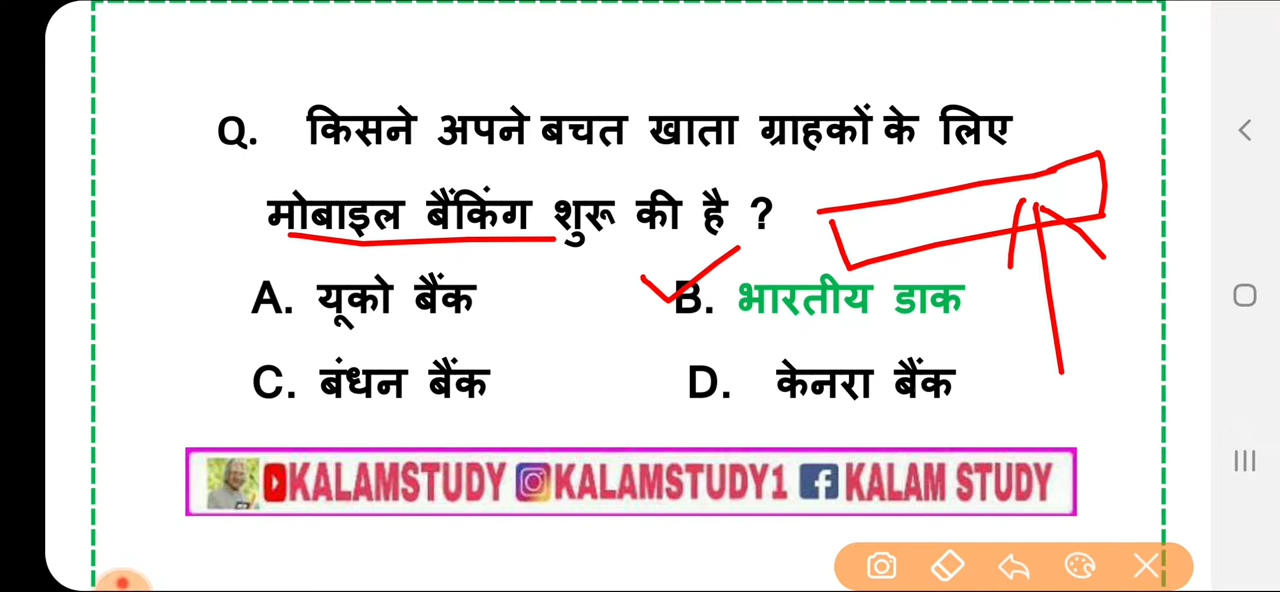 Q. किसने अपने बचत खाता ग्राहकों के लिए
मोबाइल बैंकिंग शुरू की है ?
A. यूको बैंक B. भारतीय डाक
C. बंधन बैंक D. केनरा बैंक
KALAMSTUDY KALAMSTUDY1 KALAM STUDY